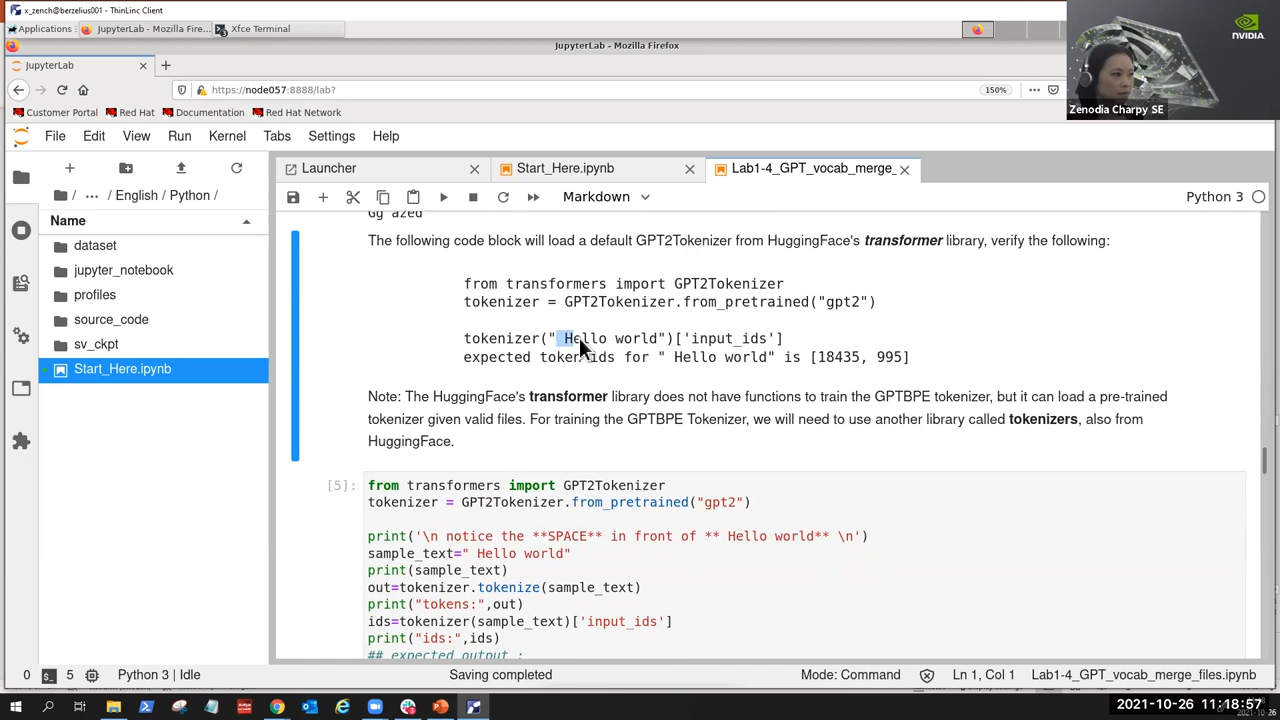 x_zench@berzelius001 - ThinLinc Client
Applications JupyterLab - Mozilla Firefox... Xfce Terminal
JupyterLab - Mozilla Firefox
JupyterLab
https://node057:8888/lab? 150%
Customer Portal Red Hat Documentation Red Hat Network
NVIDIA
Zenodia Charpy SE
File Edit View Run Kernel Tabs Settings Help
Launcher Start_Here.ipynb Lab1-4_GPT_vocab_merge_
/ ... / English / Python /
Markdown Python 3
Name
dataset
jupyter_notebook
profiles
source_code
sv_ckpt
Start_Here.ipynb
Gg azed
The following code block will load a default GPT2Tokenizer from HuggingFace's transformer library, verify the following:
from transformers import GPT2Tokenizer
tokenizer = GPT2Tokenizer.from_pretrained("gpt2")
tokenizer(" Hello world")['input_ids']
expected token ids for " Hello world" is [18435, 995]
Note: The HuggingFace's transformer library does not have functions to train the GPTBPE tokenizer, but it can load a pre-trained
tokenizer given valid files. For training the GPTBPE Tokenizer, we will need to use another library called tokenizers, also from
HuggingFace.
[5]: from transformers import GPT2Tokenizer
tokenizer = GPT2Tokenizer.from_pretrained("gpt2")
print('\n notice the **SPACE** in front of ** Hello world** \n')
sample_text=" Hello world"
print(sample_text)
out=tokenizer.tokenize(sample_text)
print("tokens:",out)
ids=tokenizer(sample_text)['input_ids']
print("ids:",ids)
## expected output :
0 5 Python 3 | Idle Saving completed Mode: Command Ln 1, Col 1 Lab1-4_GPT_vocab_merge_files.ipynb
2021-10-26 11:18:57